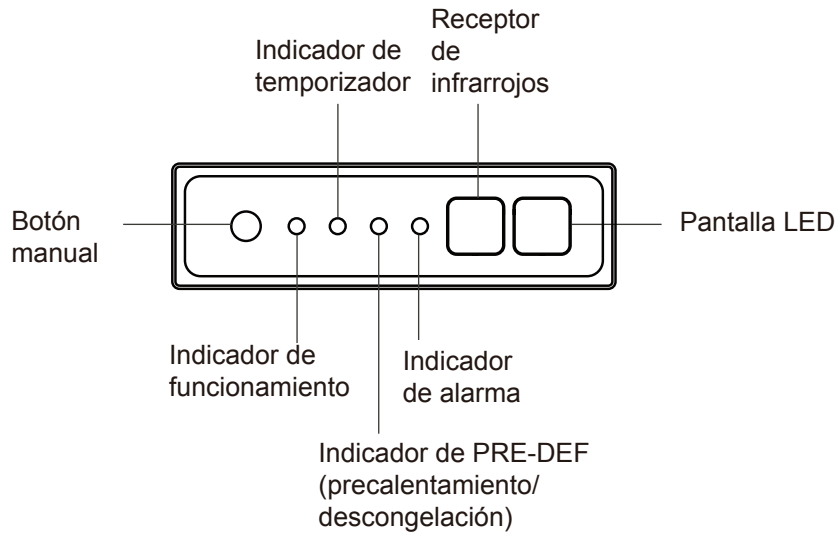 Receptor
de
infrarrojos
Indicador de
temporizador
Botón
manual
Pantalla LED
Indicador de
funcionamiento
Indicador
de alarma
Indicador de PRE-DEF
(precalentamiento/
descongelación)